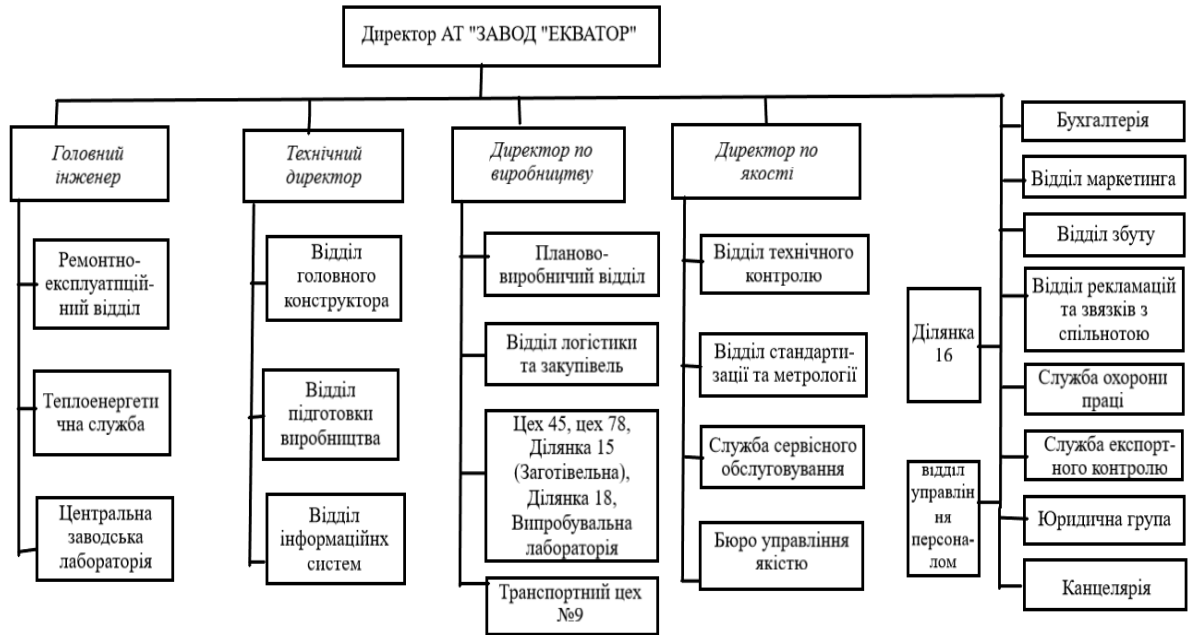 Директор АТ "ЗАВОД "ЕКВАТОР"
Головний
інженер
Ремонтно-
експлуатпцій-
ний відділ
Теплоенергети
чна служба
Центральна
заводська
лабораторія
Технічний
директор
Відділ
головного
конструктора
Відділ
підготовки
виробництва
Відділ
інформаційнх
систем
Директор по
виробництву
Планово-
виробничий відділ
Відділ логістики
та закупівель
Цех 45, цех 78,
Ділянка 15
(Заготівельна),
Ділянка 18,
Випробувальна
лабораторія
Транспортний цех
№9
Директор по
якості
Відділ технічного
контролю
Відділ стандарти-
зації та метрології
Служба сервісного
обслуговування
Бюро управління
якістю
Ділянка
16
відділ
управлін
ня
персона-
лом
Бухгалтерія
Відділ маркетинга
Відділ збуту
Відділ рекламацій
та звязків з
спільнотою
Служба охорони
праці
Служба експорт-
ного контролю
Юридична група
Канцелярія